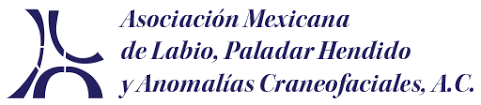 Asociación Mexicana
de Labio, Paladar Hendido
y Anomalías Craneofaciales, A.C.